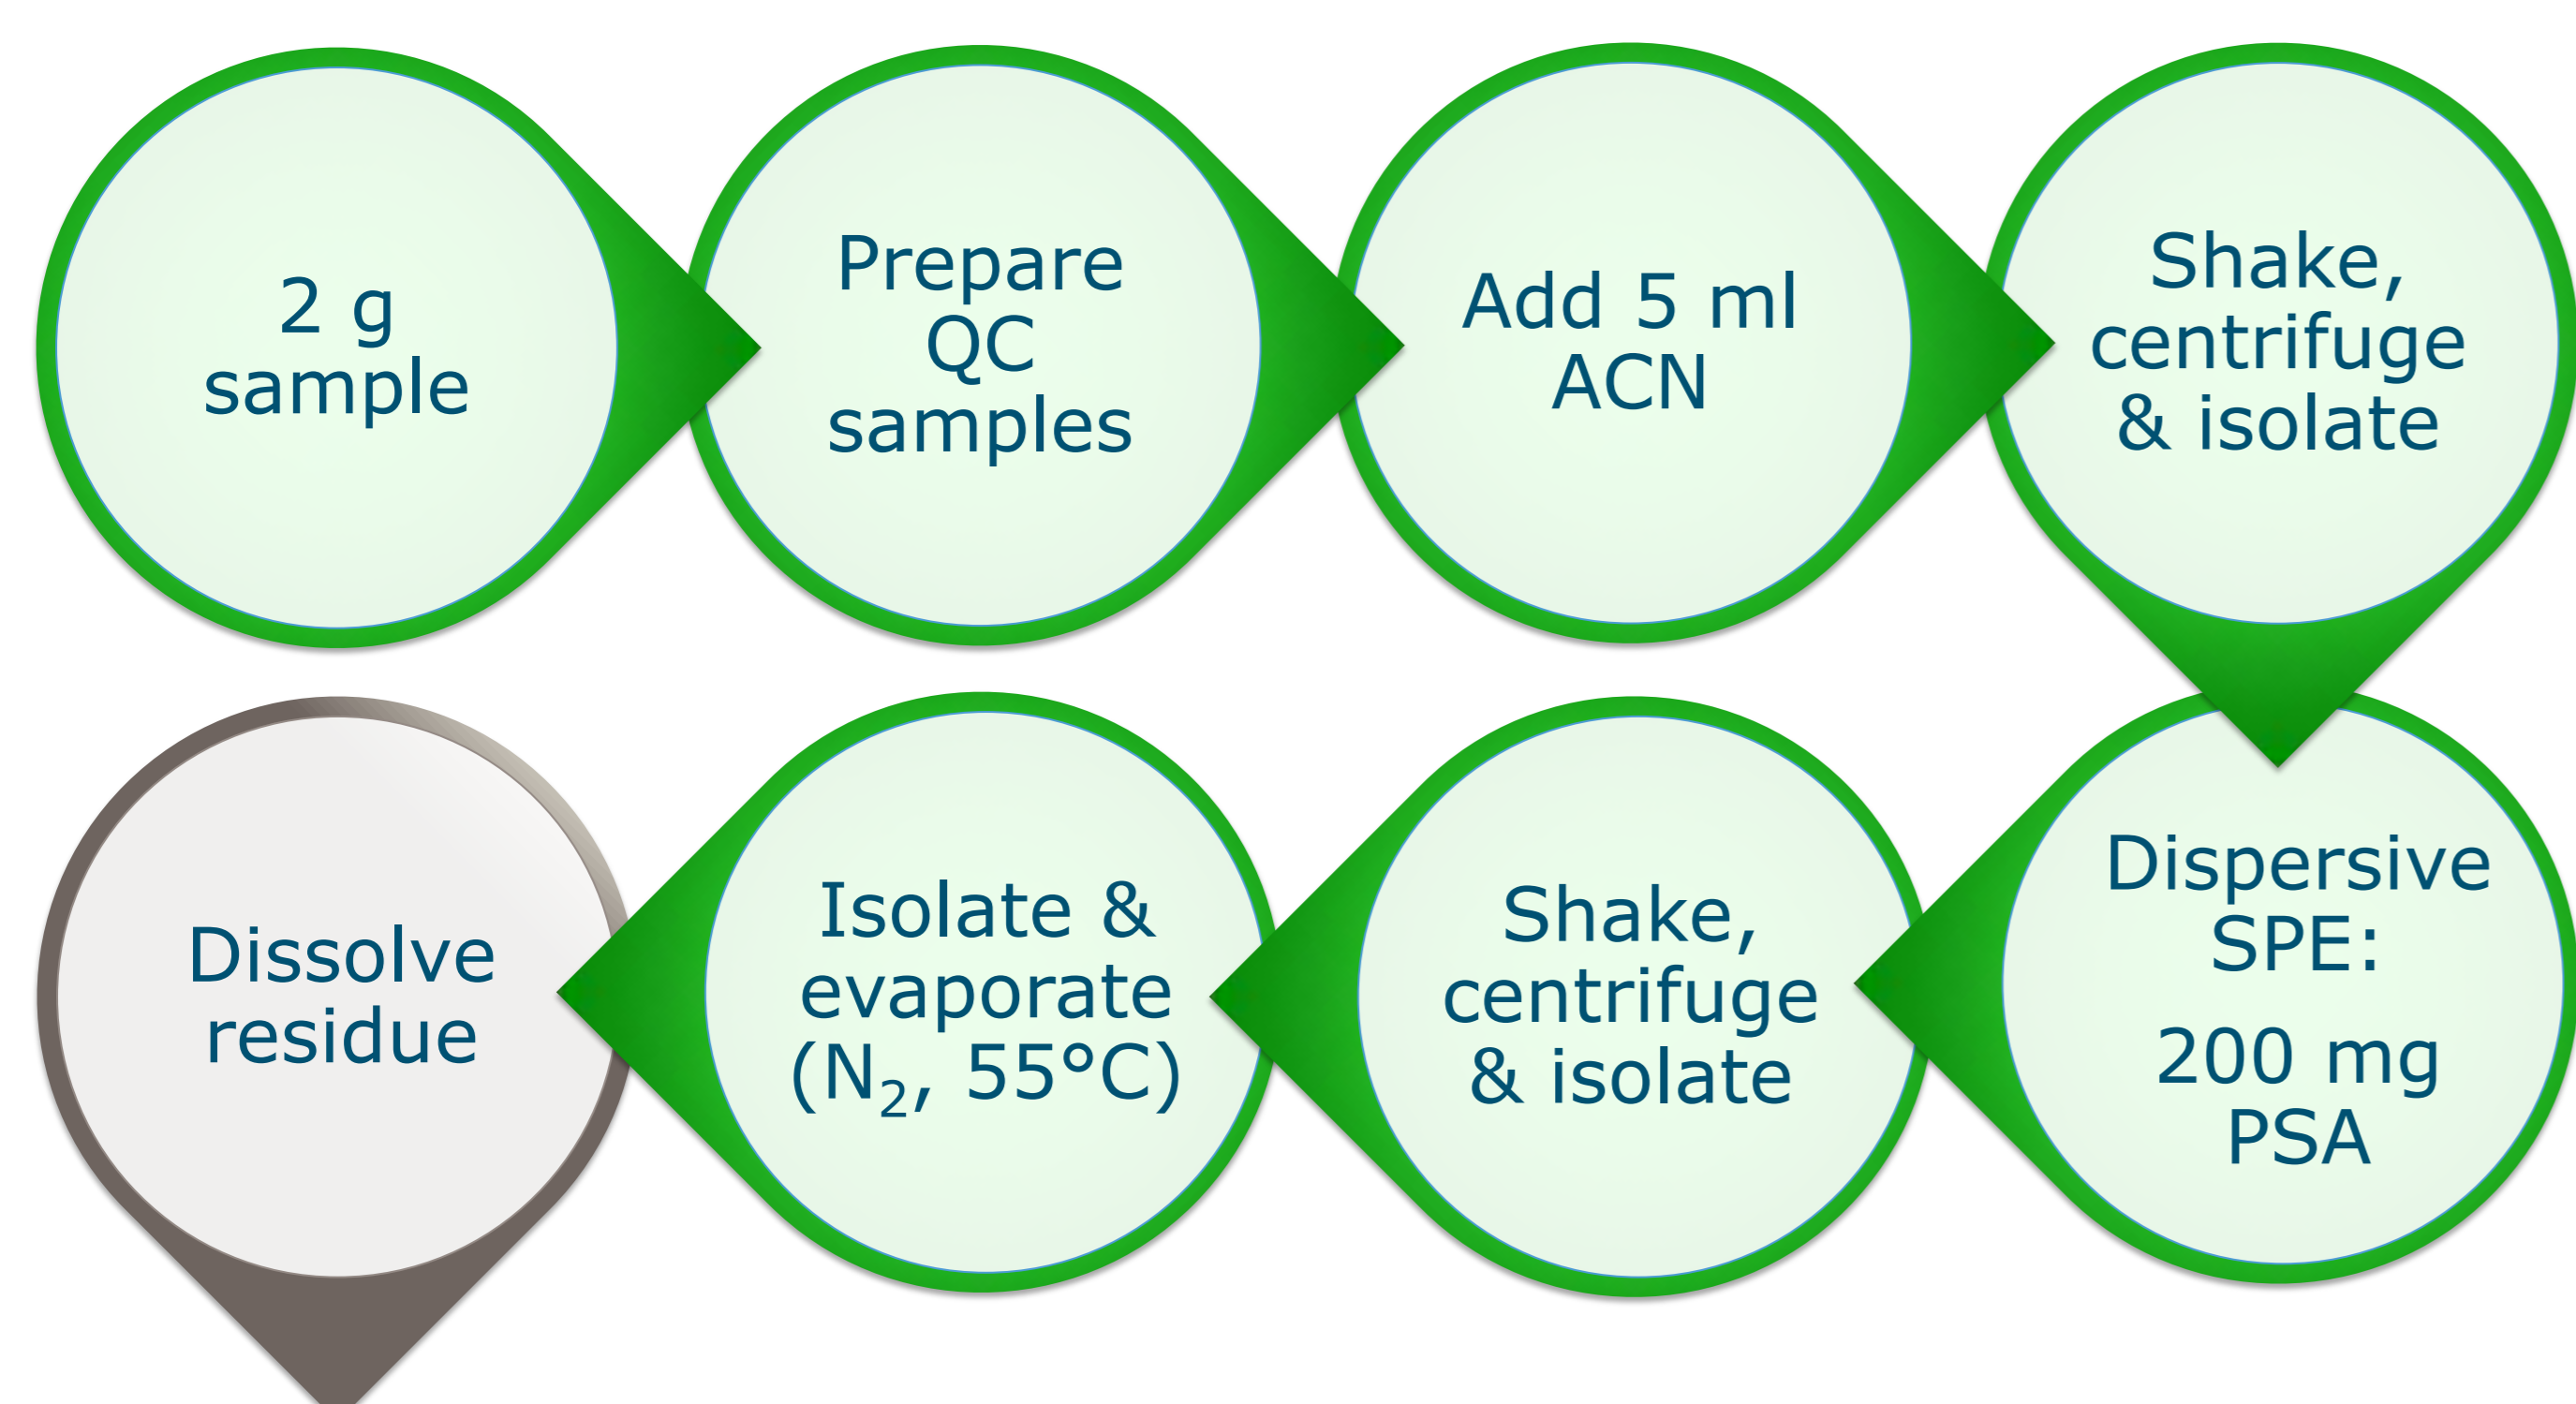 2 g
sample
Prepare
QC
samples
Add 5 ml
ACN
Shake,
centrifuge
& isolate
Dispersive
SPE:
200 mg
PSA
Shake,
centrifuge
& isolate
Isolate &
evaporate
(N₂, 55°C)
Dissolve
residue